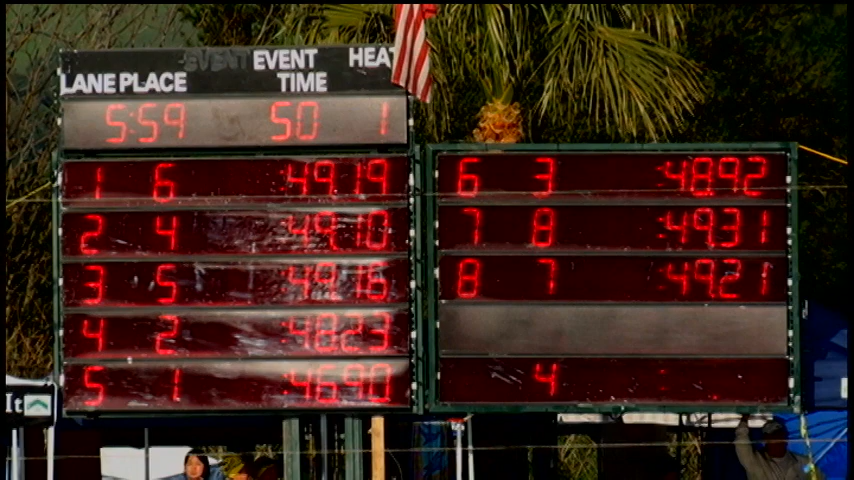 EVENT EVENT HEAT
LANE PLACE TIME
5:59 50 1
1 6 :49.19
2 4 :49.10
3 5 :49.16
4 2 :48.23
5 1 :46.90
6 3 :48.92
7 8 :49.31
8 7 :49.21
4
It